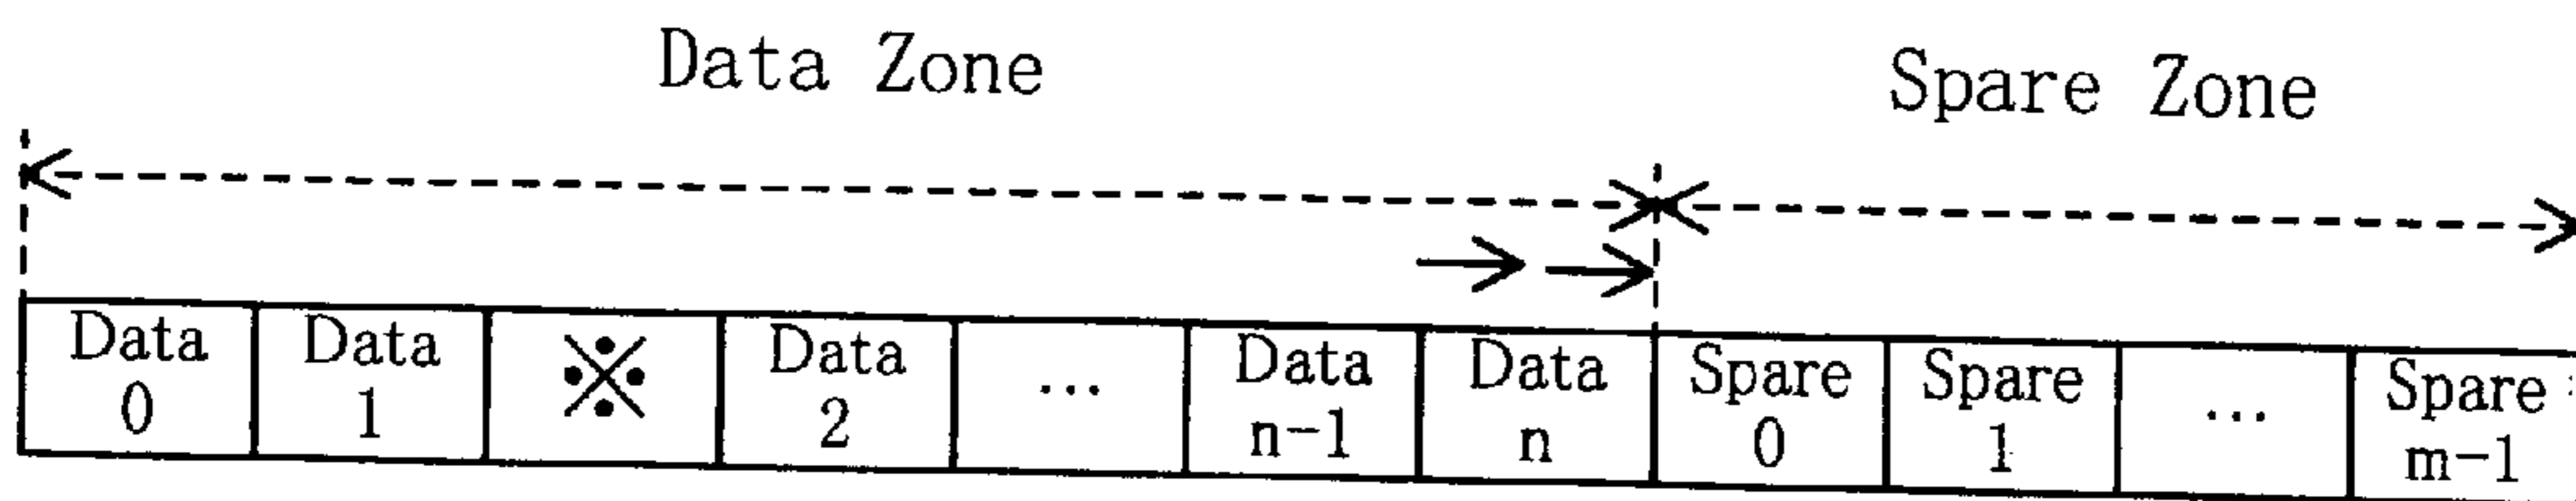 Data Zone
Spare Zone
Data 0
Data 1
※
Data 2
...
Data n-1
Data n
Spare 0
Spare 1
...
Spare m-1